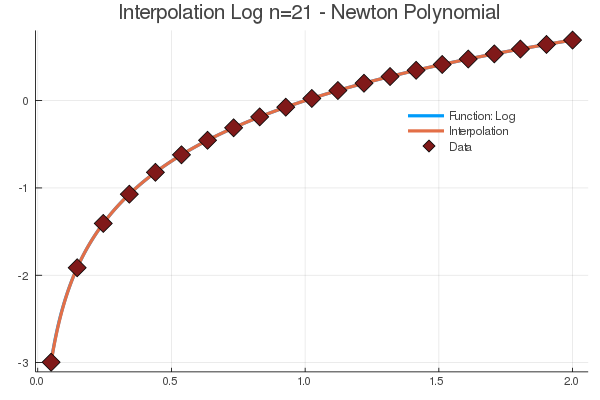 Interpolation Log n=21 - Newton Polynomial
0
-1
-2
-3
Function: Log
Interpolation
Data
0.0 0.5 1.0 1.5 2.0